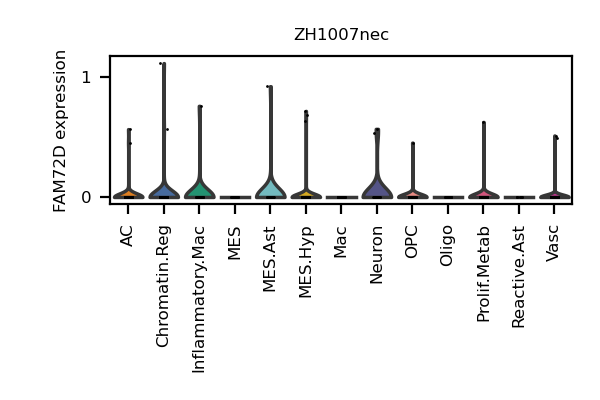 ZH1007nec
FAM72D expression
1
0
AC
Chromatin.Reg
Inflammatory.Mac
MES
MES.Ast
MES.Hyp
Mac
Neuron
OPC
Oligo
Prolif.Metab
Reactive.Ast
Vasc